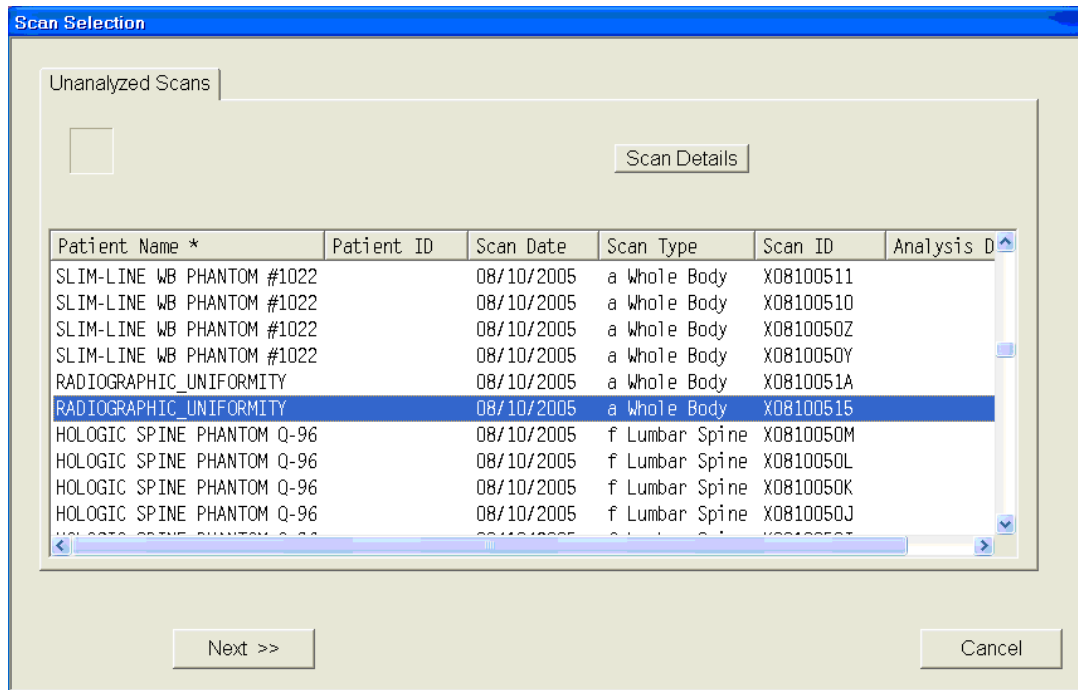 Scan Selection
Unanalyzed Scans
Scan Details
Patient Name * Patient ID Scan Date Scan Type Scan ID Analysis D
SLIM-LINE WB PHANTOM #1022 08/10/2005 a Whole Body X08100511
SLIM-LINE WB PHANTOM #1022 08/10/2005 a Whole Body X08100510
SLIM-LINE WB PHANTOM #1022 08/10/2005 a Whole Body X0810050Z
SLIM-LINE WB PHANTOM #1022 08/10/2005 a Whole Body X0810050Y
RADIOGRAPHIC_UNIFORMITY 08/10/2005 a Whole Body X0810051A
RADIOGRAPHIC_UNIFORMITY 08/10/2005 a Whole Body X08100515
HOLOGIC SPINE PHANTOM Q-96 08/10/2005 f Lumbar Spine X0810050M
HOLOGIC SPINE PHANTOM Q-96 08/10/2005 f Lumbar Spine X0810050L
HOLOGIC SPINE PHANTOM Q-96 08/10/2005 f Lumbar Spine X0810050K
HOLOGIC SPINE PHANTOM Q-96 08/10/2005 f Lumbar Spine X0810050J
Next >> Cancel